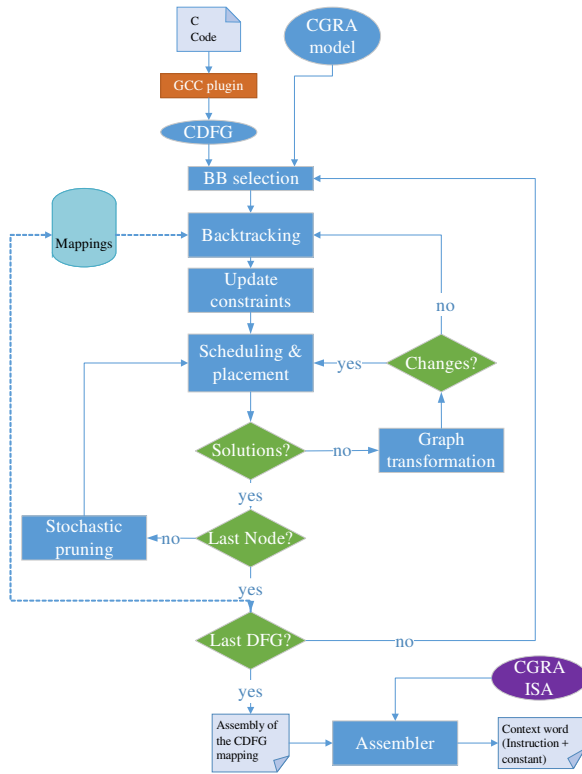 C
Code
CGRA
model
GCC plugin
CDFG
BB selection
Mappings
Backtracking
Update
constraints
no
Scheduling &
placement
yes
Changes?
Solutions?
no
Graph
transformation
yes
Stochastic
pruning
no
Last Node?
yes
Last DFG?
no
yes
CGRA
ISA
Assembly of
the CDFG
mapping
Assembler
Context word
(Instruction +
constant)